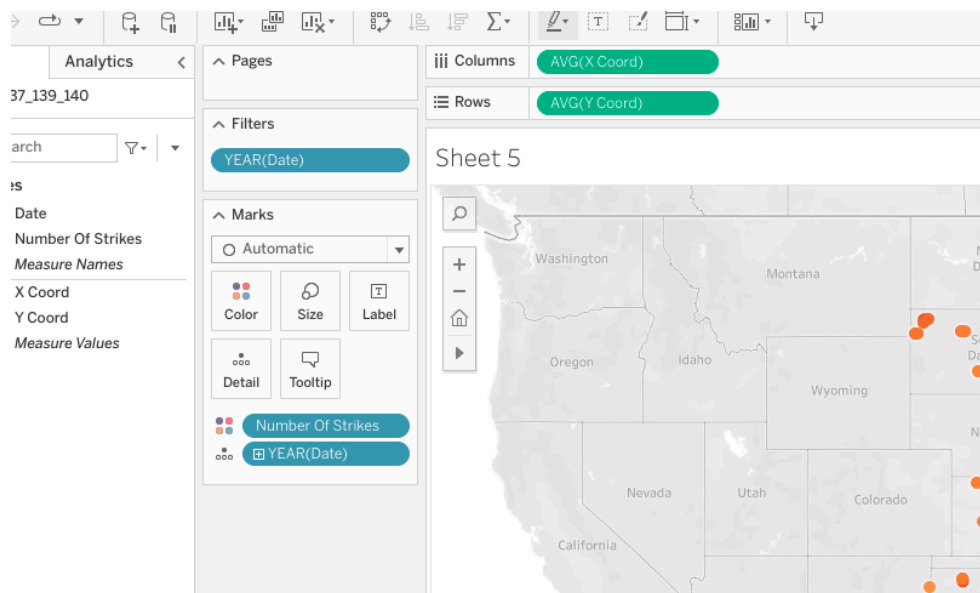 Analytics
37_139_140
arch
es
Date
Number Of Strikes
Measure Names
X Coord
Y Coord
Measure Values
Pages
Filters
YEAR(Date)
Marks
Automatic
Color
Size
Label
Detail
Tooltip
Number Of Strikes
YEAR(Date)
Columns
AVG(X Coord)
Rows
AVG(Y Coord)
Sheet 5
Washington
Montana
Oregon
Idaho
Wyoming
Nevada
Utah
Colorado
California